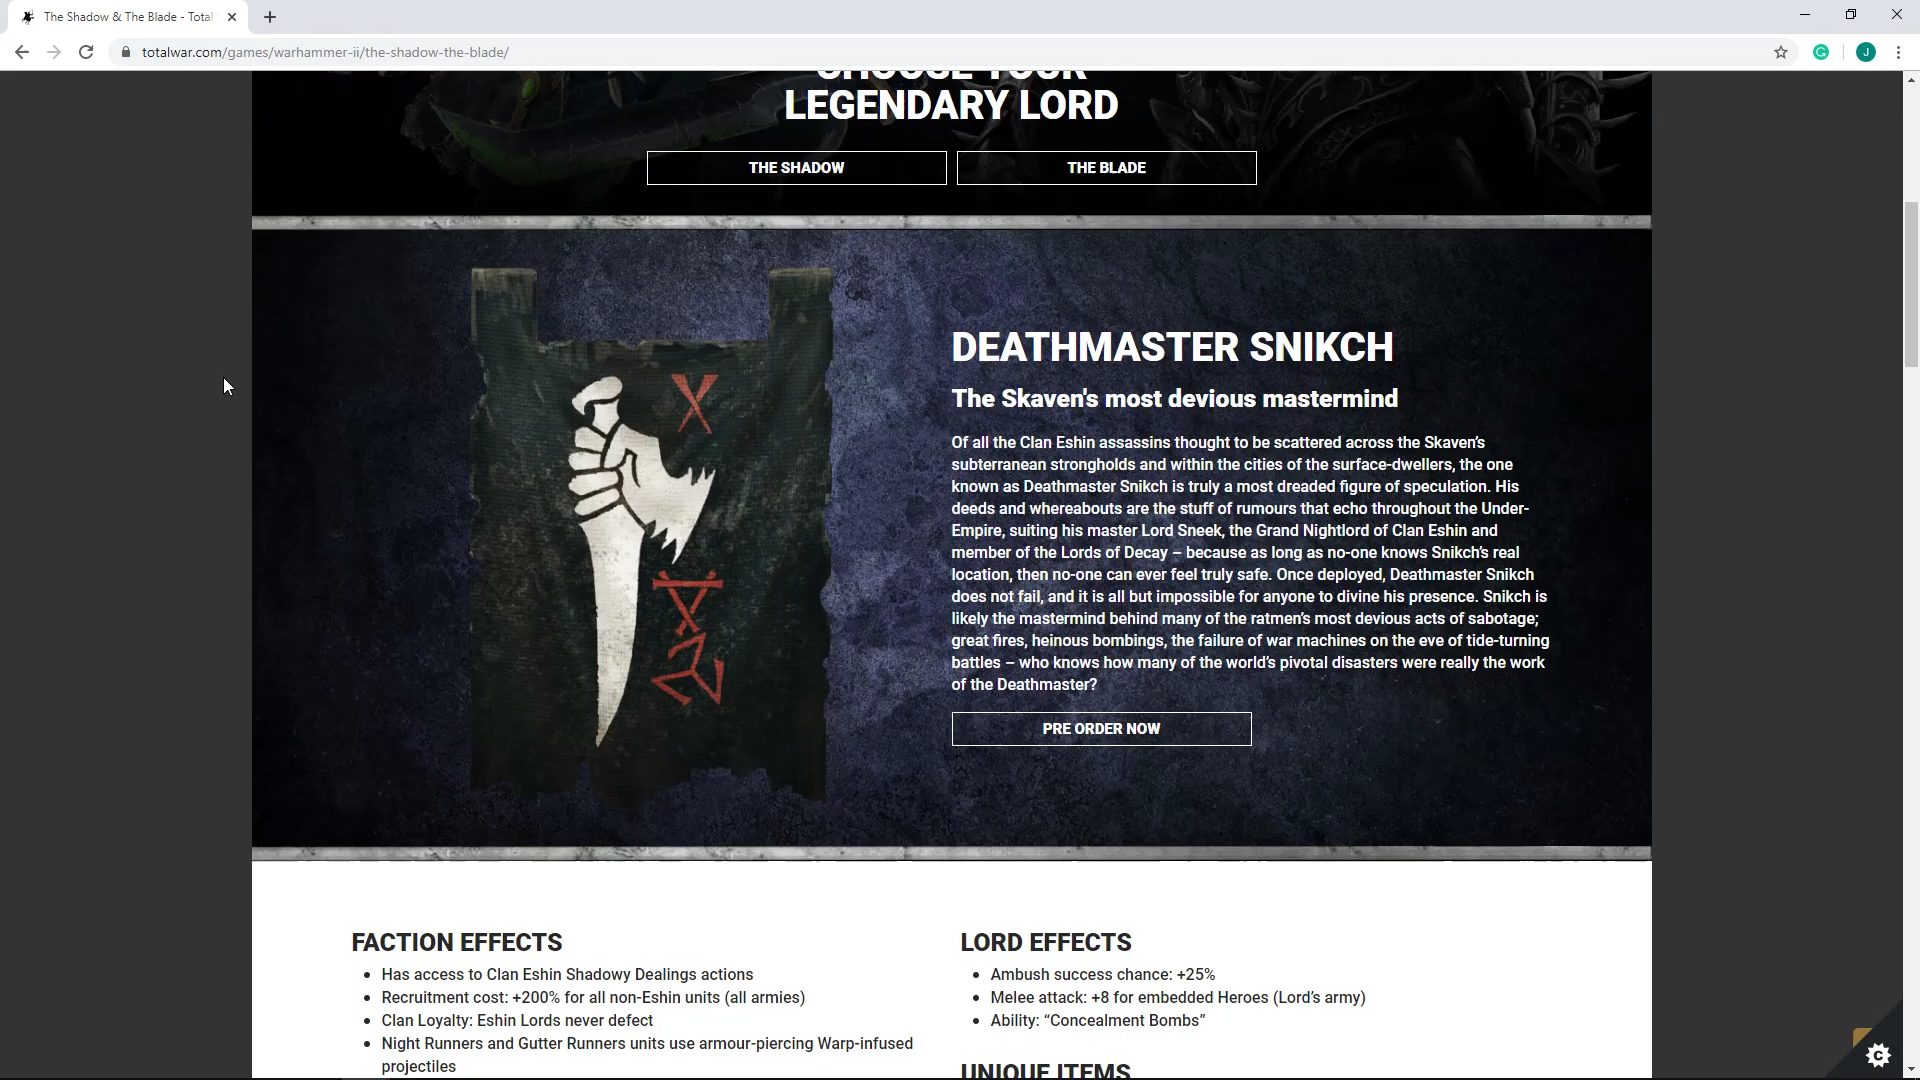 The Shadow & The Blade - Total
totalwar.com/games/warhammer-ii/the-shadow-the-blade/
J
CHOOSE YOUR
LEGENDARY LORD
THE SHADOW
THE BLADE
DEATHMASTER SNIKCH
The Skaven's most devious mastermind
Of all the Clan Eshin assassins thought to be scattered across the Skaven’s
subterranean strongholds and within the cities of the surface-dwellers, the one
known as Deathmaster Snikch is truly a most dreaded figure of speculation. His
deeds and whereabouts are the stuff of rumours that echo throughout the Under-
Empire, suiting his master Lord Sneek, the Grand Nightlord of Clan Eshin and
member of the Lords of Decay – because as long as no-one knows Snikch’s real
location, then no-one can ever feel truly safe. Once deployed, Deathmaster Snikch
does not fail, and it is all but impossible for anyone to divine his presence. Snikch is
likely the mastermind behind many of the ratmen’s most devious acts of sabotage;
great fires, heinous bombings, the failure of war machines on the eve of tide-turning
battles – who knows how many of the world’s pivotal disasters were really the work
of the Deathmaster?
PRE ORDER NOW
FACTION EFFECTS
Has access to Clan Eshin Shadowy Dealings actions
Recruitment cost: +200% for all non-Eshin units (all armies)
Clan Loyalty: Eshin Lords never defect
Night Runners and Gutter Runners units use armour-piercing Warp-infused
projectiles
LORD EFFECTS
Ambush success chance: +25%
Melee attack: +8 for embedded Heroes (Lord’s army)
Ability: “Concealment Bombs”
UNIQUE ITEMS